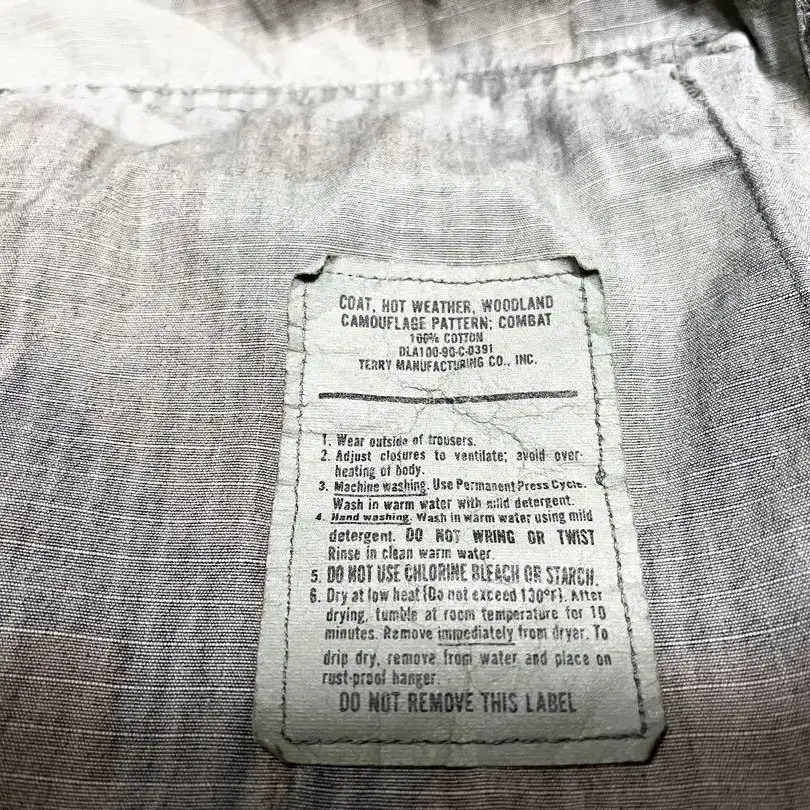 COAT, HOT WEATHER, WOODLAND
CAMOUFLAGE PATTERN; COMBAT
100% COTTON
DLA100-90-C-0391
TERRY MANUFACTURING CO., INC.
1. Wear outside of trousers.
2. Adjust closures to ventilate; avoid over-
heating of body.
3. Machine washing. Use Permanent Press Cycle.
Wash in warm water with mild detergent.
4. Hand washing. Wash in warm water using mild
detergent. DO NOT WRING OR TWIST
Rinse in clean warm water.
5. DO NOT USE CHLORINE BLEACH OR STARCH.
6. Dry at low heat (Do not exceed 130°F). After
drying, tumble at room temperature for 10
minutes. Remove immediately from dryer. To
drip dry, remove from water and place on
rust-proof hanger.
DO NOT REMOVE THIS LABEL